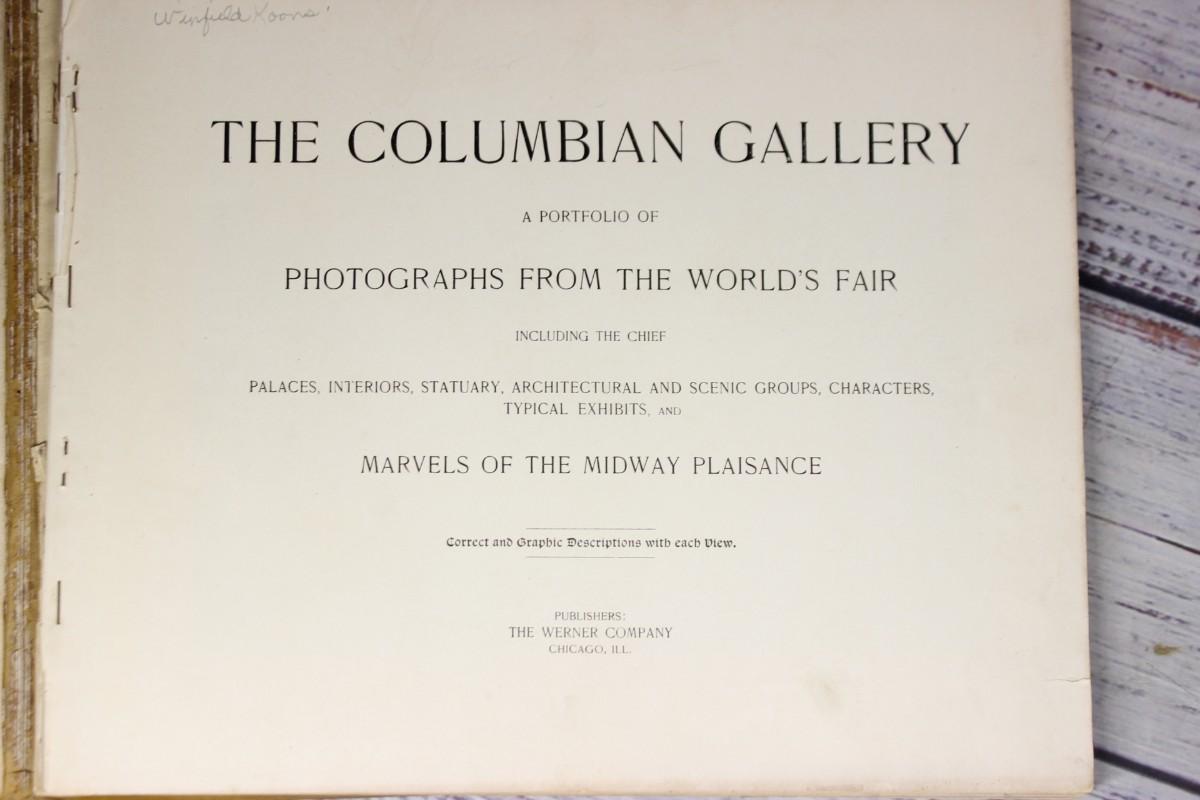 Winfield Koons
THE COLUMBIAN GALLERY
A PORTFOLIO OF
PHOTOGRAPHS FROM THE WORLD'S FAIR
INCLUDING THE CHIEF
PALACES, INTERIORS, STATUARY, ARCHITECTURAL AND SCENIC GROUPS, CHARACTERS,
TYPICAL EXHIBITS, AND
MARVELS OF THE MIDWAY PLAISANCE
Correct and Graphic Descriptions with each View.
PUBLISHERS:
THE WERNER COMPANY
CHICAGO, ILL.